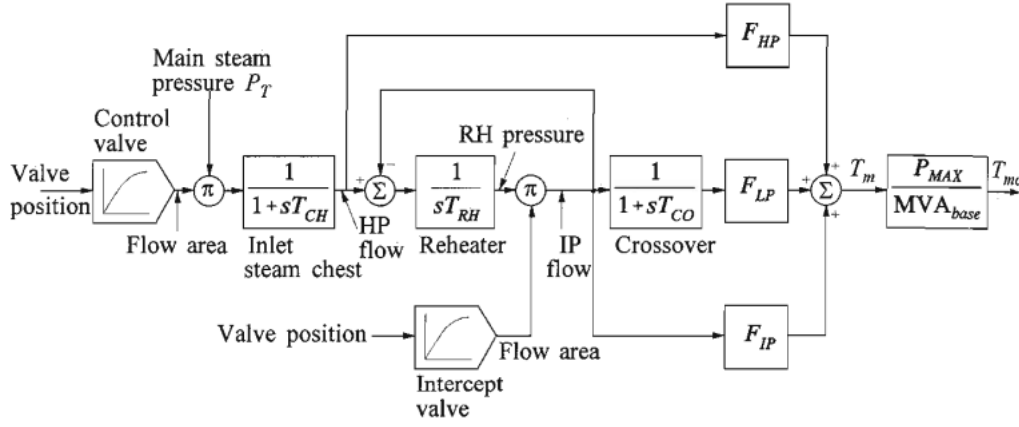 F_HP
Main steam
pressure P_T
Control
valve
RH pressure
Valve
position
π
1
1+sT_CH
+
−
Σ
1
sT_RH
π
1
1+sT_CO
F_LP
+
+
+
Σ
T_m
P_MAX
MVA_base
Flow area
Inlet
steam chest
HP
flow
Reheater
IP
flow
Crossover
Valve position
Flow area
F_IP
Intercept
valve